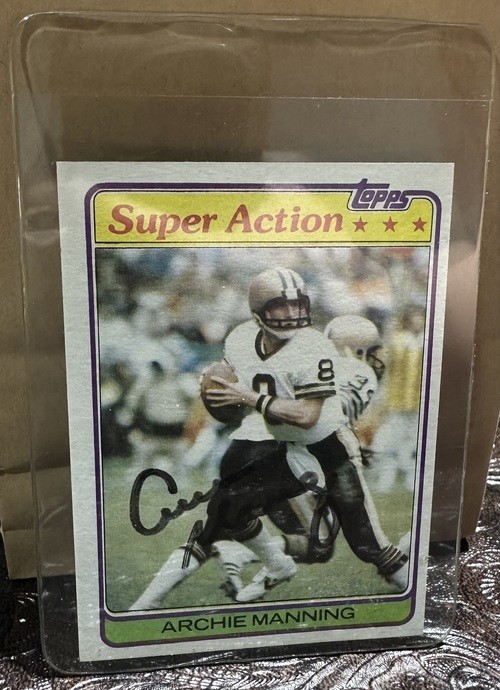 topps
Super Action
8
ARCHIE MANNING